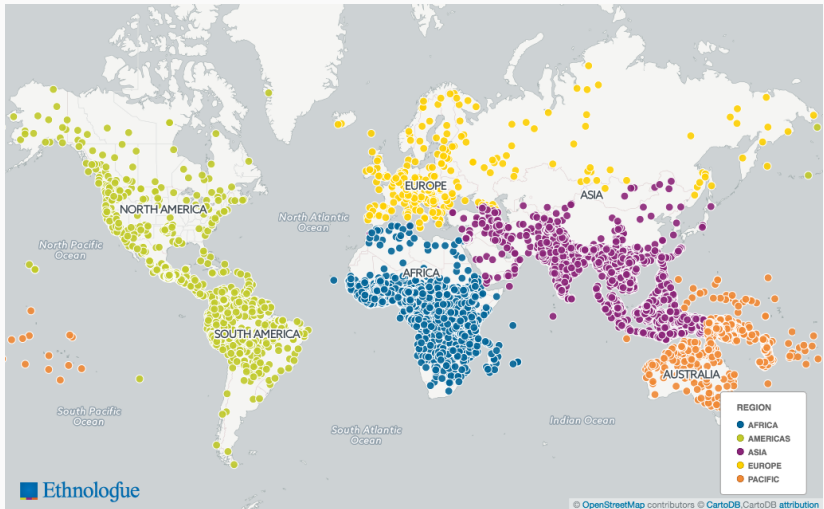 EUROPE
ASIA
NORTH AMERICA
North Atlantic
Ocean
North Pacific
Ocean
AFRICA
SOUTH AMERICA
AUSTRALIA
South Pacific
Ocean
South Atlantic
Ocean
Indian Ocean
REGION
AFRICA
AMERICAS
ASIA
EUROPE
PACIFIC
Ethnologue
© OpenStreetMap contributors © CartoDB,CartoDB attribution